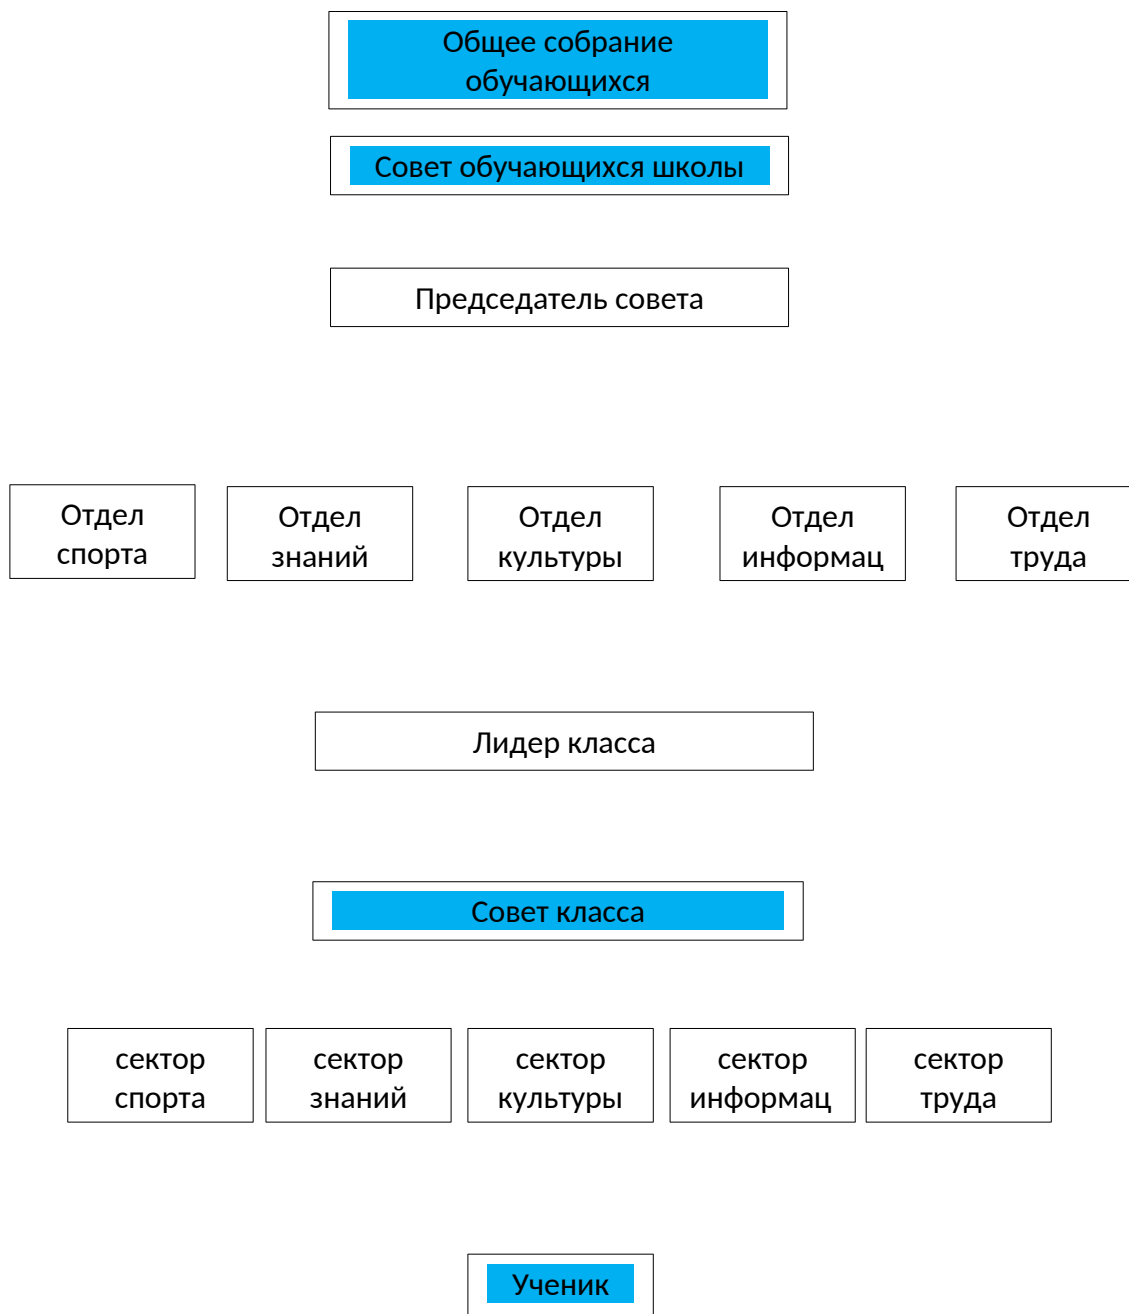 Общее собрание
обучающихся
Совет обучающихся школы
Председатель совета
Отдел
спорта
Отдел
знаний
Отдел
культуры
Отдел
информац
Отдел
труда
Лидер класса
Совет класса
сектор
спорта
сектор
знаний
сектор
культуры
сектор
информац
сектор
труда
Ученик